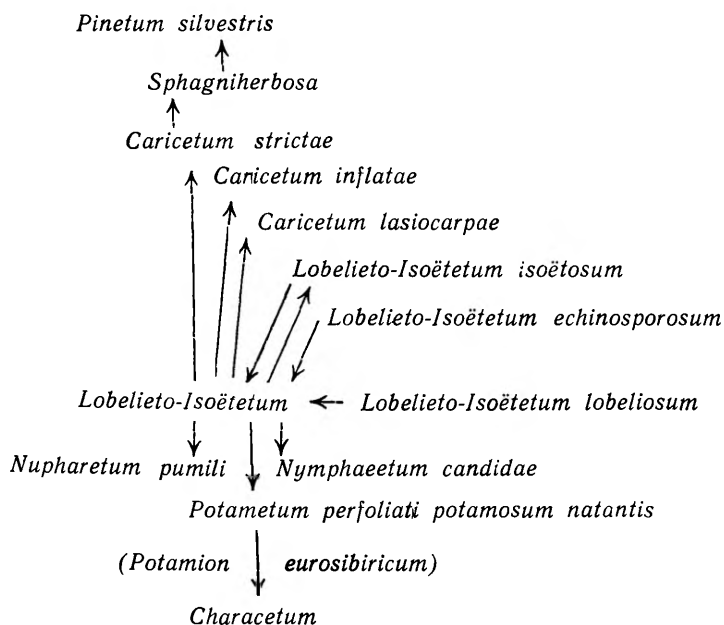 Pinetum silvestris
Sphagniherbosa
Caricetum strictae
Caricetum inflatae
Caricetum lasiocarpae
Lobelieto-Isoëtetum isoëtosum
Lobelieto-Isoëtetum echinosporosum
Lobelieto-Isoëtetum Lobelieto-Isoëtetum lobeliosum
Nupharetum pumili Nymphaeetum candidae
Potametum perfoliati potamosum natantis
(Potamion eurosibiricum)
Characetum